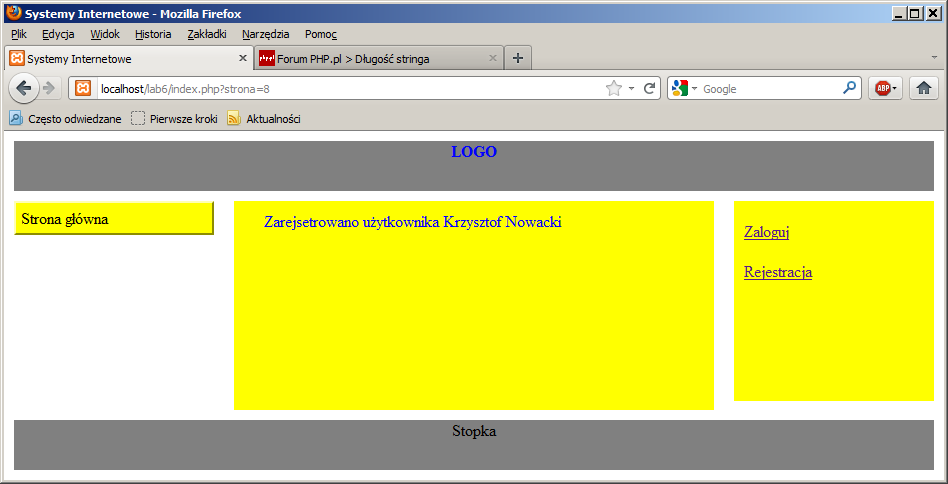 Systemy Internetowe - Mozilla Firefox
Plik Edycja Widok Historia Zakładki Narzędzia Pomoc
Systemy Internetowe
Forum PHP.pl > Długość stringa
localhost/lab6/index.php?strona=8
Google
ABP
Często odwiedzane Pierwsze kroki Aktualności
LOGO
Strona główna
Zarejsetrowano użytkownika Krzysztof Nowacki
Zaloguj
Rejestracja
Stopka